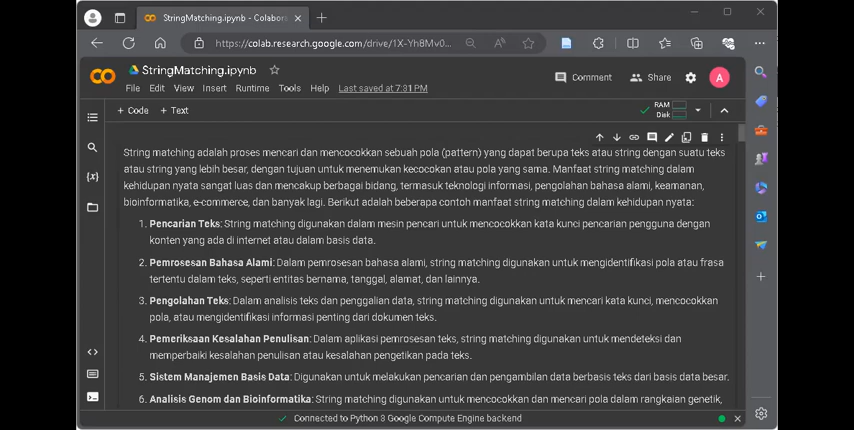 StringMatching.ipynb - Colabora
https://colab.research.google.com/drive/1X-Yh8Mv0...
StringMatching.ipynb
Comment
Share
A
File Edit View Insert Runtime Tools Help Last saved at 7:31 PM
+ Code + Text
RAM
Disk
String matching adalah proses mencari dan mencocokkan sebuah pola (pattern) yang dapat berupa teks atau string dengan suatu teks
atau string yang lebih besar, dengan tujuan untuk menemukan kecocokan atau pola yang sama. Manfaat string matching dalam
kehidupan nyata sangat luas dan mencakup berbagai bidang, termasuk teknologi informasi, pengolahan bahasa alami, keamanan,
bioinformatika, e-commerce, dan banyak lagi. Berikut adalah beberapa contoh manfaat string matching dalam kehidupan nyata:
1. Pencarian Teks: String matching digunakan dalam mesin pencari untuk mencocokkan kata kunci pencarian pengguna dengan
konten yang ada di internet atau dalam basis data.
2. Pemrosesan Bahasa Alami: Dalam pemrosesan bahasa alami, string matching digunakan untuk mengidentifikasi pola atau frasa
tertentu dalam teks, seperti entitas bernama, tanggal, alamat, dan lainnya.
3. Pengolahan Teks: Dalam analisis teks dan penggalian data, string matching digunakan untuk mencari kata kunci, mencocokkan
pola, atau mengidentifikasi informasi penting dari dokumen teks.
4. Pemeriksaan Kesalahan Penulisan: Dalam aplikasi pemrosesan teks, string matching digunakan untuk mendeteksi dan
memperbaiki kesalahan penulisan atau kesalahan pengetikan pada teks.
5. Sistem Manajemen Basis Data: Digunakan untuk melakukan pencarian dan pengambilan data berbasis teks dari basis data besar.
6. Analisis Genom dan Bioinformatika: String matching digunakan untuk mencocokkan dan mencari pola dalam rangkaian genetik,
Connected to Python 3 Google Compute Engine backend